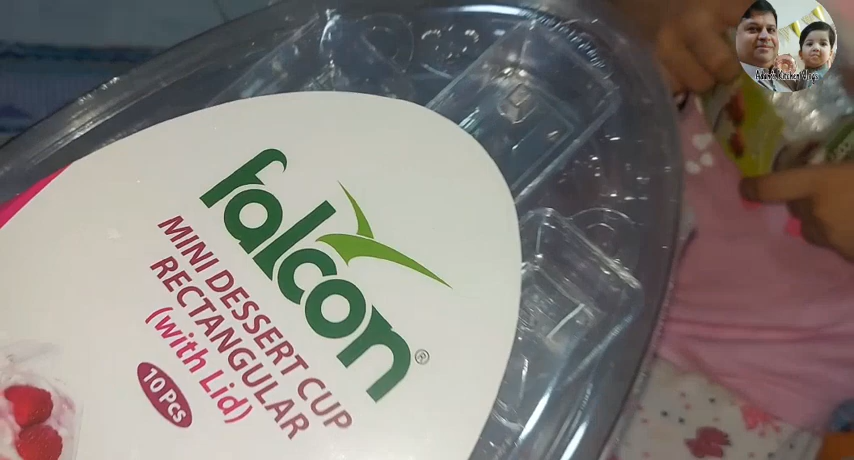 falcon®
MINI DESSERT CUP
RECTANGULAR
(with Lid)
10 Pcs